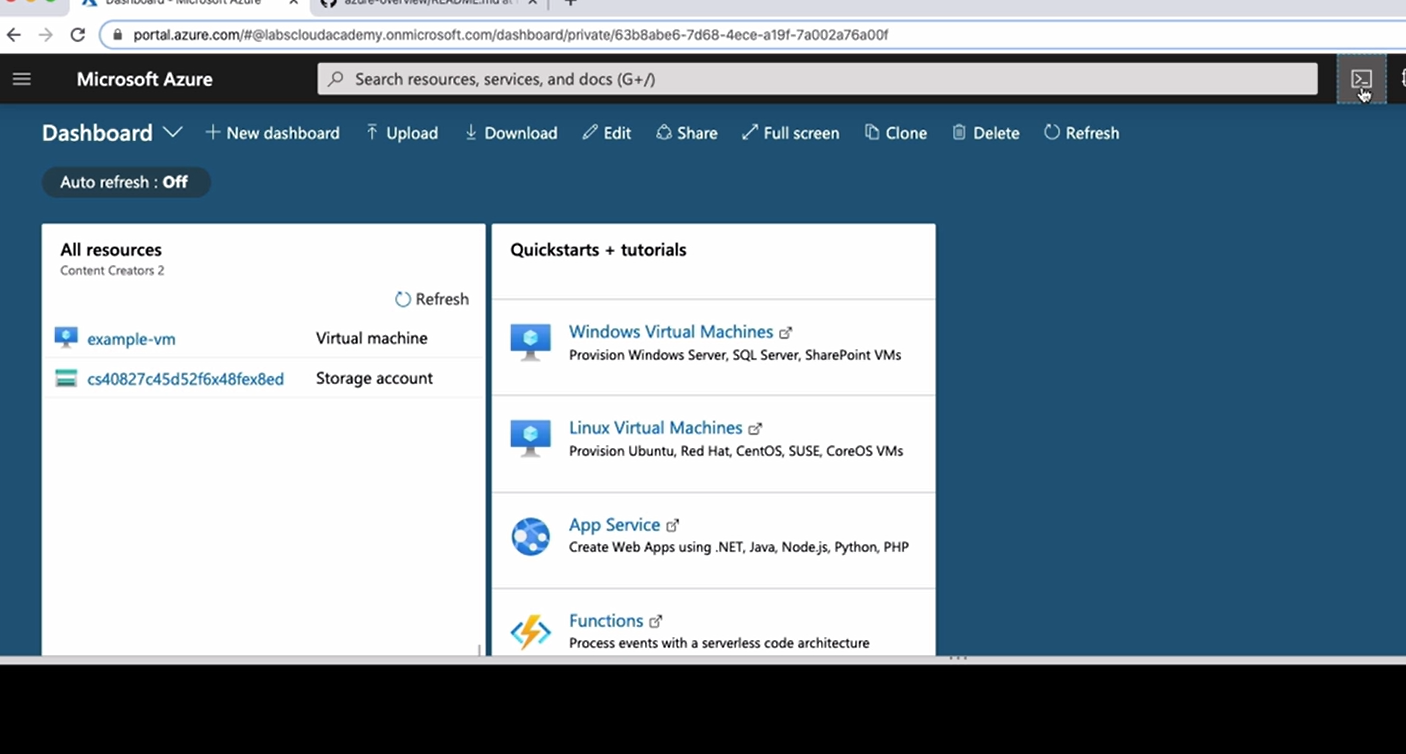 Dashboard - Microsoft Azure
azure-overview/README.md at
portal.azure.com/#@labscloudacademy.onmicrosoft.com/dashboard/private/63b8abe6-7d68-4ece-a19f-7a002a76a00f
Microsoft Azure
Search resources, services, and docs (G+/)
Dashboard
New dashboard
Upload
Download
Edit
Share
Full screen
Clone
Delete
Refresh
Auto refresh : Off
All resources
Content Creators 2
Refresh
example-vm Virtual machine
cs40827c45d52f6x48fex8ed Storage account
Quickstarts + tutorials
Windows Virtual Machines
Provision Windows Server, SQL Server, SharePoint VMs
Linux Virtual Machines
Provision Ubuntu, Red Hat, CentOS, SUSE, CoreOS VMs
App Service
Create Web Apps using .NET, Java, Node.js, Python, PHP
Functions
Process events with a serverless code architecture